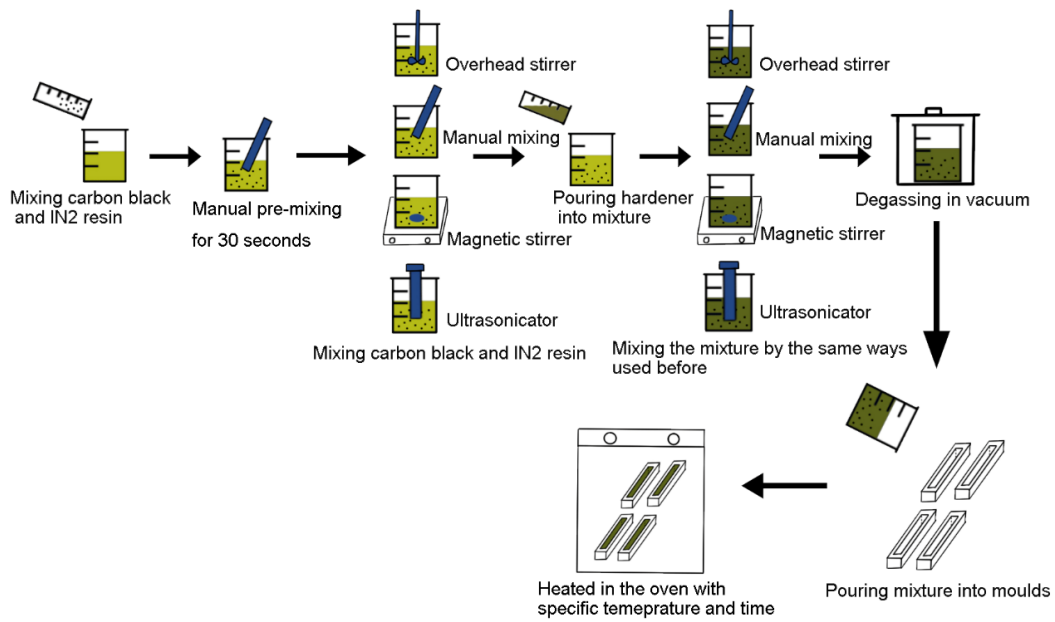 Mixing carbon black
and IN2 resin
Manual pre-mixing
for 30 seconds
Overhead stirrer
Manual mixing
Magnetic stirrer
Ultrasonicator
Mixing carbon black and IN2 resin
Pouring hardener
into mixture
Overhead stirrer
Manual mixing
Magnetic stirrer
Ultrasonicator
Mixing the mixture by the same ways
used before
Degassing in vacuum
Pouring mixture into moulds
Heated in the oven with
specific temeprature and time